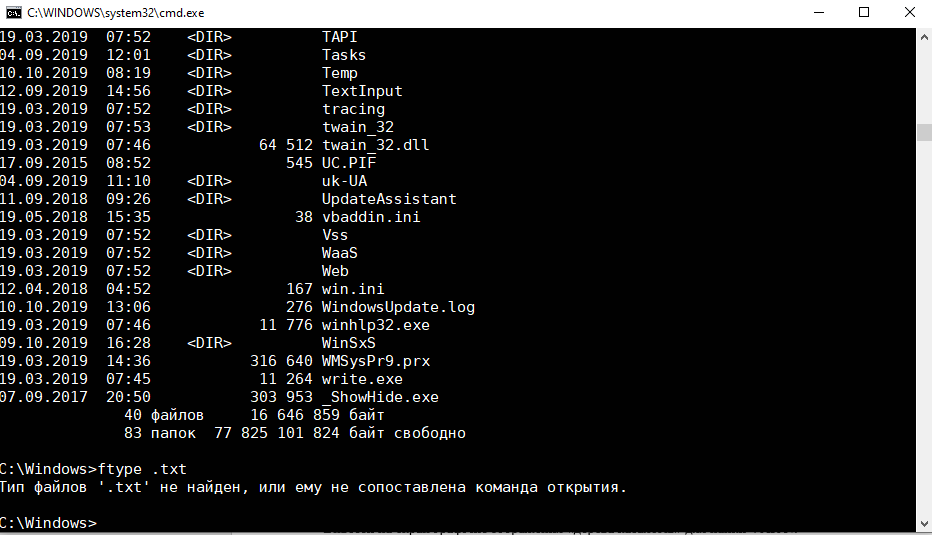 C:\WINDOWS\system32\cmd.exe
19.03.2019  07:52    <DIR>          TAPI
04.09.2019  12:01    <DIR>          Tasks
10.10.2019  08:19    <DIR>          Temp
12.09.2019  14:56    <DIR>          TextInput
19.03.2019  07:52    <DIR>          tracing
19.03.2019  07:53    <DIR>          twain_32
19.03.2019  07:46            64 512 twain_32.dll
17.09.2015  08:52               545 UC.PIF
04.09.2019  11:10    <DIR>          uk-UA
11.09.2018  09:26    <DIR>          UpdateAssistant
19.05.2018  15:35                38 vbaddin.ini
19.03.2019  07:52    <DIR>          Vss
19.03.2019  07:52    <DIR>          WaaS
19.03.2019  07:52    <DIR>          Web
12.04.2018  04:52               167 win.ini
10.10.2019  13:06               276 WindowsUpdate.log
19.03.2019  07:46            11 776 winhlp32.exe
09.10.2019  16:28    <DIR>          WinSxS
19.03.2019  14:36           316 640 WMSysPr9.prx
19.03.2019  07:45            11 264 write.exe
07.09.2017  20:50           303 953 _ShowHide.exe
40 файлов     16 646 859 байт
83 папок  77 825 101 824 байт свободно
C:\Windows>ftype .txt
Тип файлов '.txt' не найден, или ему не сопоставлена команда открытия.
C:\Windows>